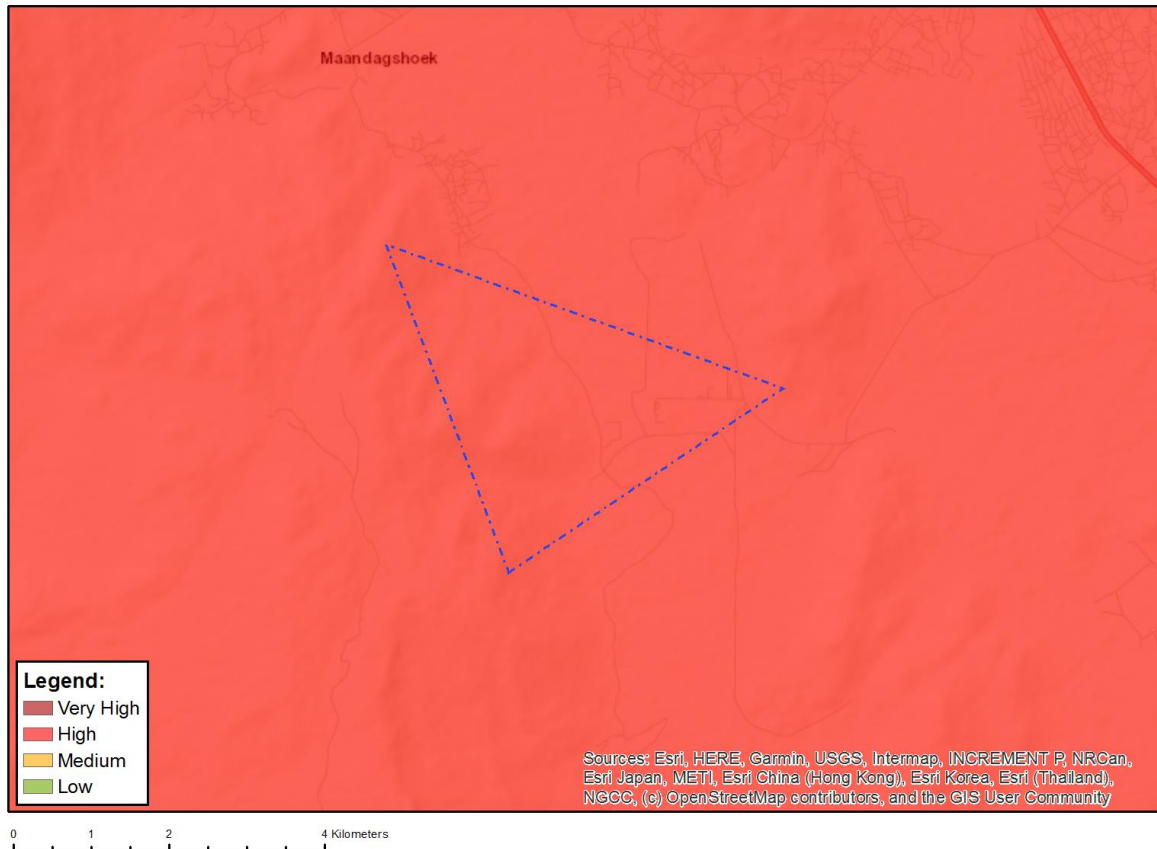 Maandagshoek
Legend:
Very High
High
Medium
Low
Sources: Esri, HERE, Garmin, USGS, Intermap, INCREMENT P, NRCan,
Esri Japan, METI, Esri China (Hong Kong), Esri Korea, Esri (Thailand),
NGCC, (c) OpenStreetMap contributors, and the GIS User Community
0 1 2 4 Kilometers